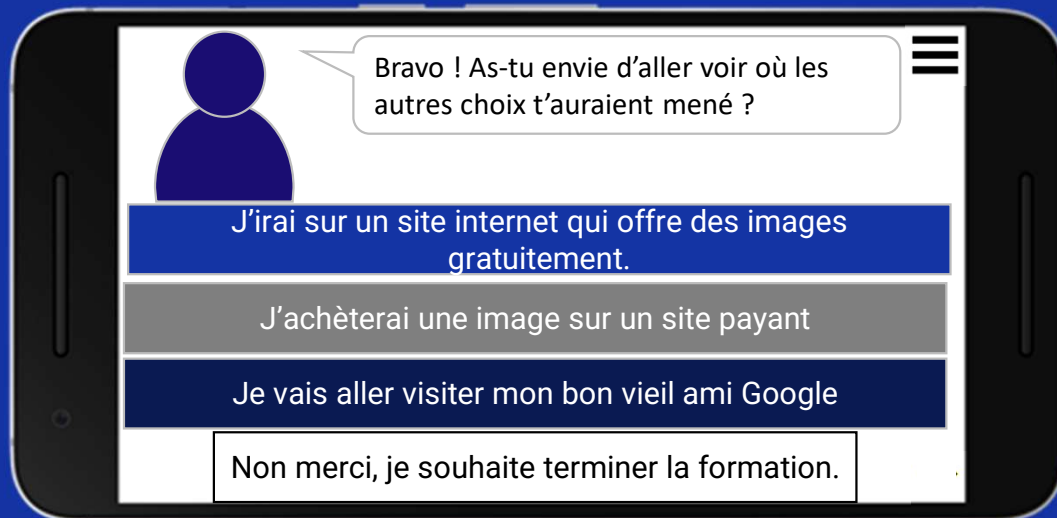 Bravo ! As-tu envie d’aller voir où les
autres choix t’auraient mené ?
J’irai sur un site internet qui offre des images
gratuitement.
J’achèterai une image sur un site payant
Je vais aller visiter mon bon vieil ami Google
Non merci, je souhaite terminer la formation.